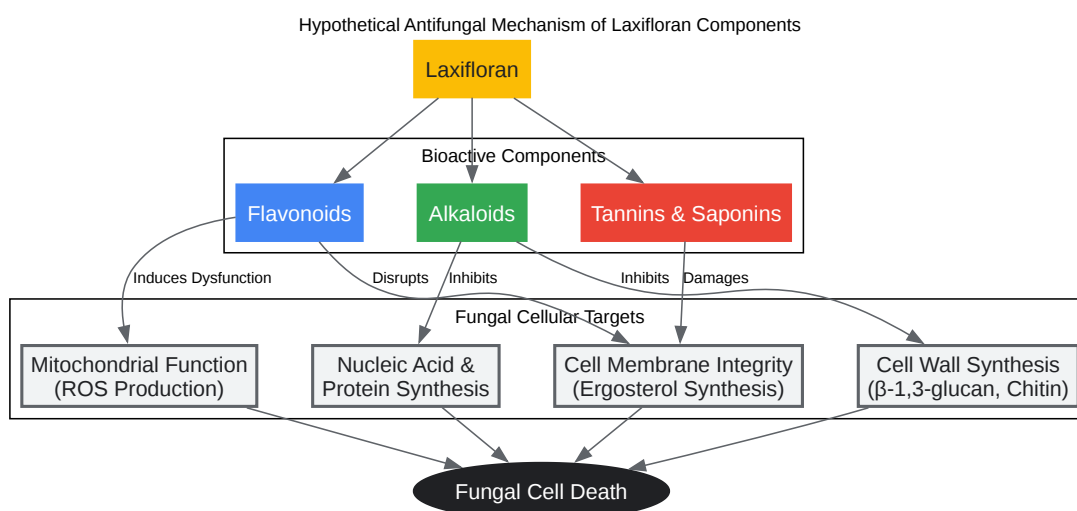 Hypothetical Antifungal Mechanism of Laxifloran Components
Laxifloran
Bioactive Components
Flavonoids
Alkaloids
Tannins & Saponins
Induces Dysfunction
Disrupts
Inhibits
Inhibits
Damages
Fungal Cellular Targets
Mitochondrial Function
(ROS Production)
Nucleic Acid &
Protein Synthesis
Cell Membrane Integrity
(Ergosterol Synthesis)
Cell Wall Synthesis
(β-1,3-glucan, Chitin)
Fungal Cell Death